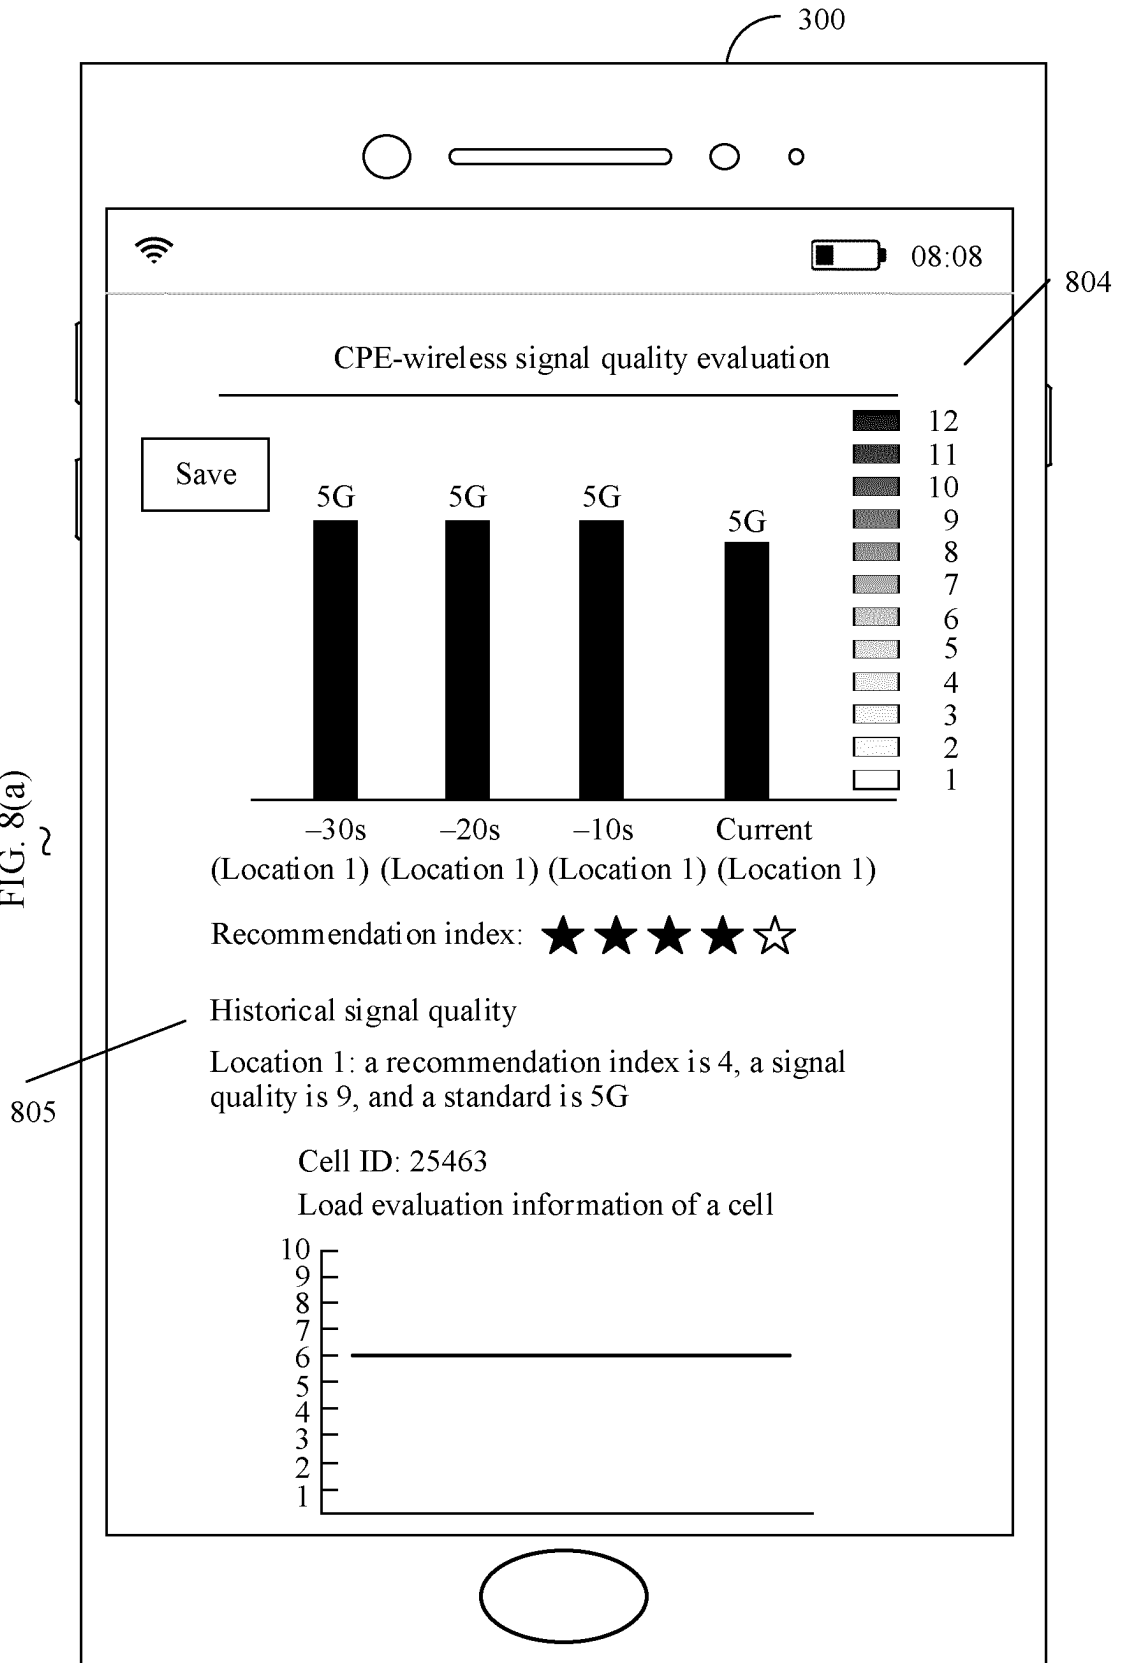 300
08:08
804
CPE-wireless signal quality evaluation
Save
5G 5G 5G 5G
12
11
10
9
8
7
6
5
4
3
2
1
–30s –20s –10s Current
(Location 1) (Location 1) (Location 1) (Location 1)
FIG. 8(a)
Recommendation index:
Historical signal quality
Location 1: a recommendation index is 4, a signal
quality is 9, and a standard is 5G
805
Cell ID: 25463
Load evaluation information of a cell
10
9
8
7
6
5
4
3
2
1